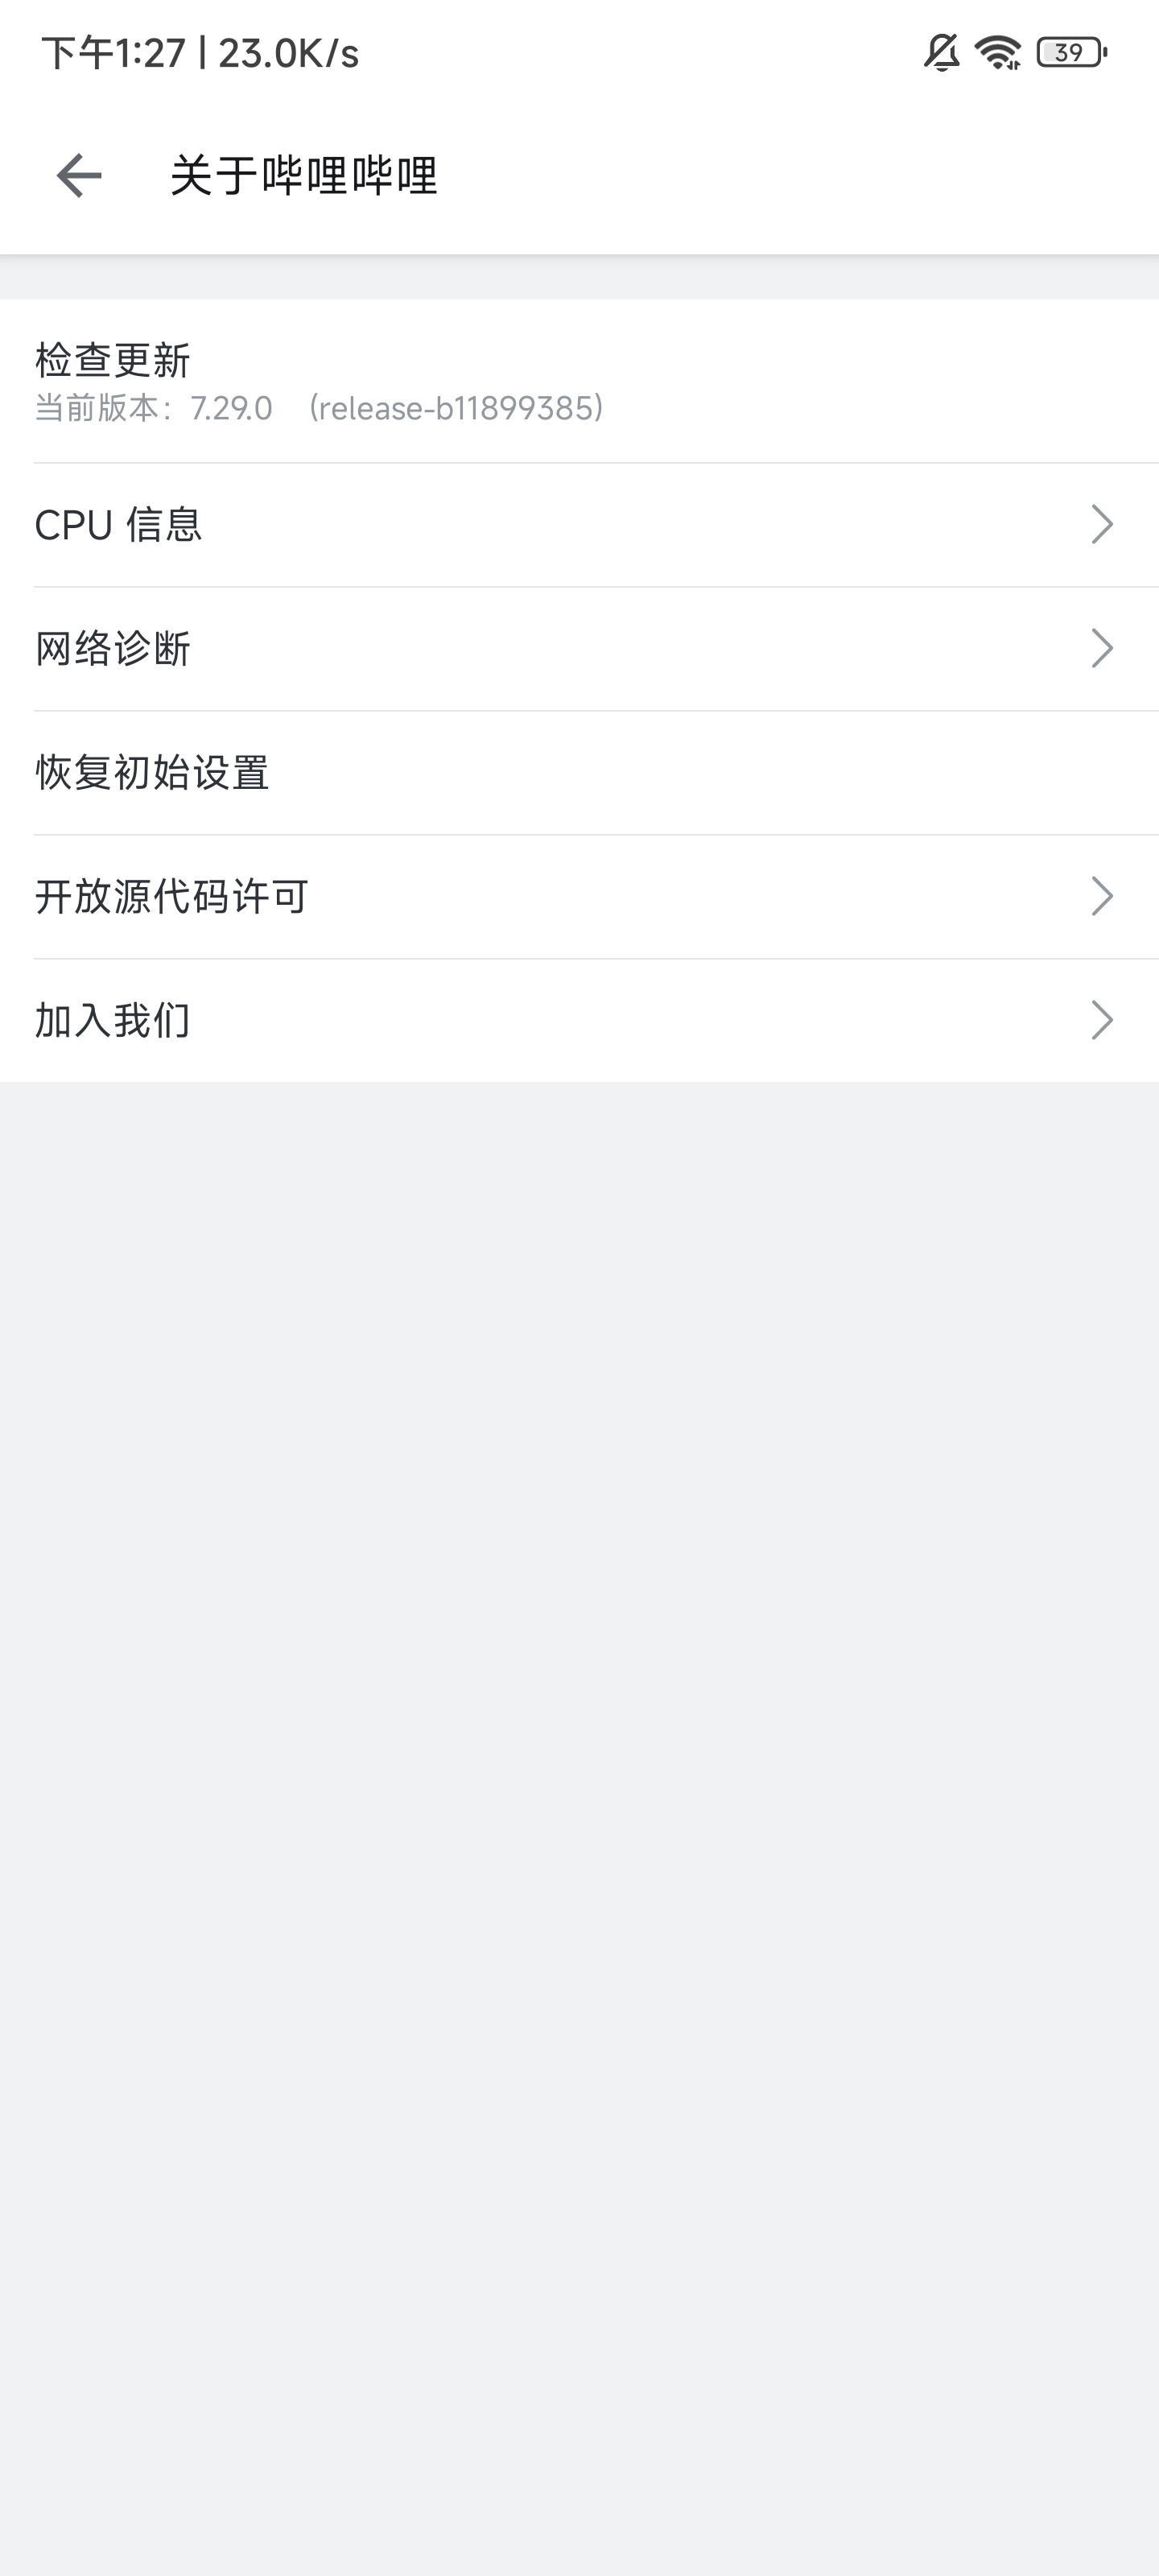 下午1:27 | 23.0K/s
39
关于哔哩哔哩
检查更新
当前版本：7.29.0 (release-b11899385)
CPU 信息
网络诊断
恢复初始设置
开放源代码许可
加入我们